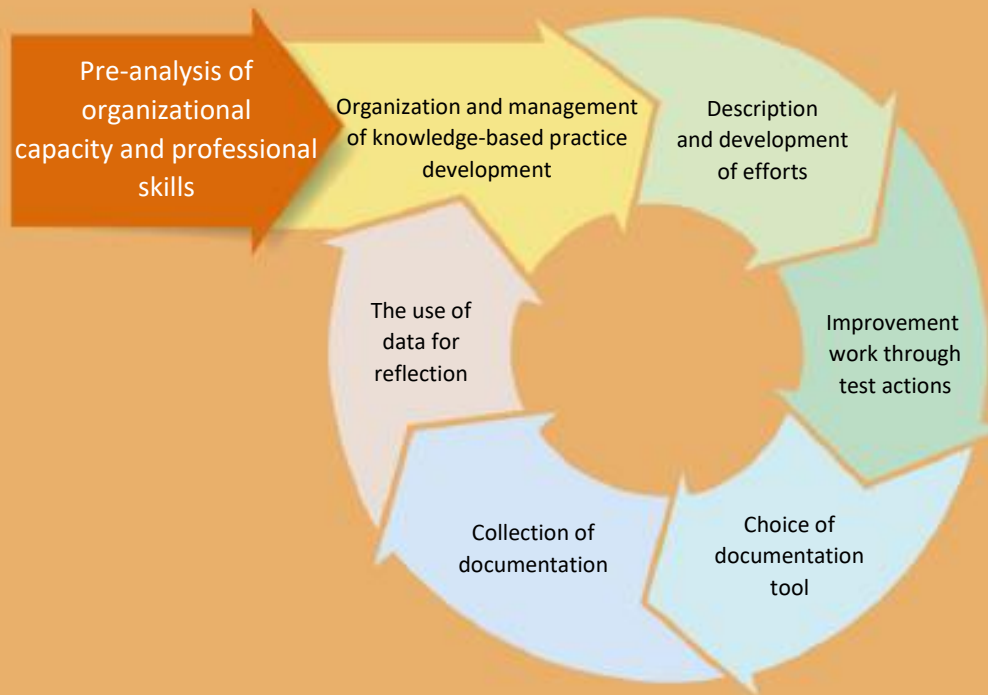 Pre-analysis of
organizational
capacity and professional
skills
Organization and management
of knowledge-based practice
development
Description
and development
of efforts
Improvement
work through
test actions
Choice of
documentation
tool
Collection of
documentation
The use of
data for
reflection